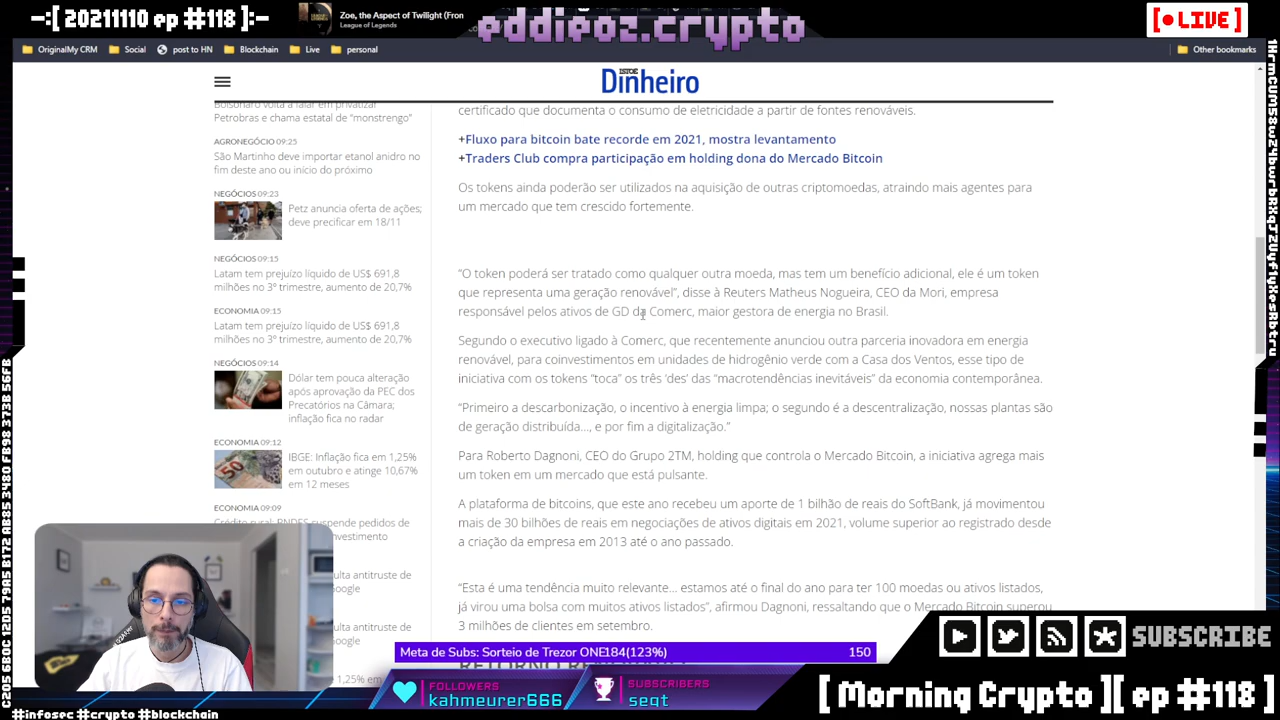 -:[ 20211110 ep #118 ]:-
Zoe, the Aspect of Twilight (Fron
League of Legends
eddieoz.crypto
[ LIVE ]
OriginalMy CRM
Social
post to HN
Blockchain
Live
personal
Other bookmarks
ISTOÉ
Dinheiro
Bolsonaro volta a falar em privatizar
Petrobras e chama estatal de “monstrengo”
AGRONEGÓCIO 09:25
São Martinho deve importar etanol anidro no
fim deste ano ou início do próximo
NEGÓCIOS 09:23
Petz anuncia oferta de ações;
deve precificar em 18/11
NEGÓCIOS 09:15
Latam tem prejuízo líquido de US$ 691,8
milhões no 3º trimestre, aumento de 20,7%
ECONOMIA 09:15
Latam tem prejuízo líquido de US$ 691,8
milhões no 3º trimestre, aumento de 20,7%
NEGÓCIOS 09:14
Dólar tem pouca alteração
após aprovação da PEC dos
Precatórios na Câmara;
inflação fica no radar
ECONOMIA 09:12
IBGE: Inflação fica em 1,25%
em outubro e atinge 10,67%
em 12 meses
ECONOMIA 09:09
Crédito rural: BNDES suspende pedidos de
investimento
ulta antitruste de
oogle
ulta antitruste de
oogle
1,25% em
certificado que documenta o consumo de eletricidade a partir de fontes renováveis.
+Fluxo para bitcoin bate recorde em 2021, mostra levantamento
+Traders Club compra participação em holding dona do Mercado Bitcoin
Os tokens ainda poderão ser utilizados na aquisição de outras criptomoedas, atraindo mais agentes para
um mercado que tem crescido fortemente.
“O token poderá ser tratado como qualquer outra moeda, mas tem um benefício adicional, ele é um token
que representa uma geração renovável”, disse à Reuters Matheus Nogueira, CEO da Mori, empresa
responsável pelos ativos de GD da Comerc, maior gestora de energia no Brasil.
Segundo o executivo ligado à Comerc, que recentemente anunciou outra parceria inovadora em energia
renovável, para coinvestimentos em unidades de hidrogênio verde com a Casa dos Ventos, esse tipo de
iniciativa com os tokens “toca” os três ‘des’ das “macrotendências inevitáveis” da economia contemporânea.
“Primeiro a descarbonização, o incentivo à energia limpa; o segundo é a descentralização, nossas plantas são
de geração distribuída…, e por fim a digitalização.”
Para Roberto Dagnoni, CEO do Grupo 2TM, holding que controla o Mercado Bitcoin, a iniciativa agrega mais
um token em um mercado que está pulsante.
A plataforma de bitcoins, que este ano recebeu um aporte de 1 bilhão de reais do SoftBank, já movimentou
mais de 30 bilhões de reais em negociações de ativos digitais em 2021, volume superior ao registrado desde
a criação da empresa em 2013 até o ano passado.
“Esta é uma tendência muito relevante… estamos até o final do ano para ter 100 moedas ou ativos listados,
já virou uma bolsa com muitos ativos listados”, afirmou Dagnoni, ressaltando que o Mercado Bitcoin superou
3 milhões de clientes em setembro.
Meta de Subs: Sorteio de Trezor ONE184(123%) 150
FOLLOWERS
kahmeurer666
SUBSCRIBERS
seqt
SUBSCRIBE
[ Morning Crypto ][ ep #118 ]
#infosec #crypto #blockchain